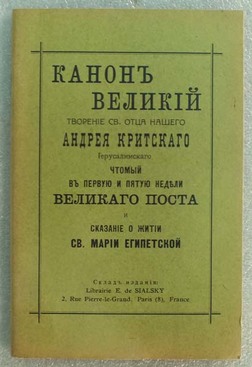 КАНОНЪ
ВЕЛИКІЙ
ТВОРЕНІЕ СВ. ОТЦА НАШЕГО
АНДРЕЯ КРИТСКАГО
Іерусалимскаго
ЧТОМЫЙ
ВЪ ПЕРВУЮ И ПЯТУЮ НЕДѢЛИ
ВЕЛИКАГО ПОСТА
и
СКАЗАНІЕ О ЖИТІИ
СВ. МАРІИ ЕГИПЕТСКОЙ
Складъ изданія:
Librairie E. de SIALSKY
2, Rue Pierre-le-Grand, Paris (8), France